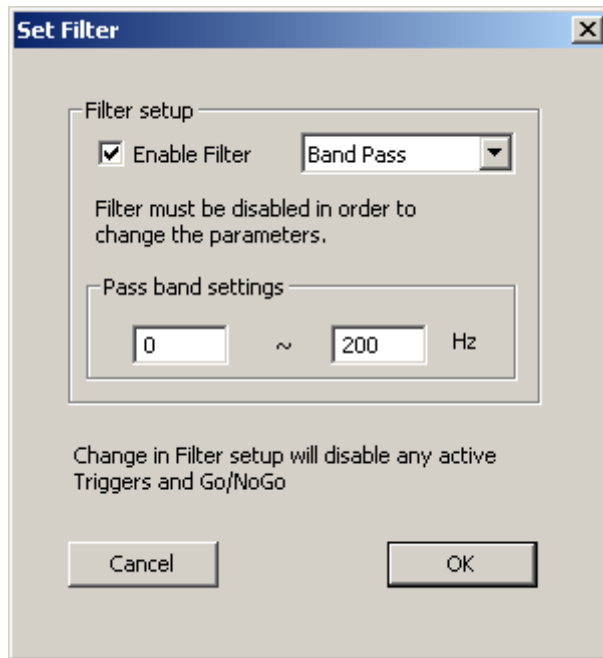 Set Filter
Filter setup
Enable Filter Band Pass
Filter must be disabled in order to
change the parameters.
Pass band settings
0 ~ 200 Hz
Change in Filter setup will disable any active
Triggers and Go/NoGo
Cancel OK